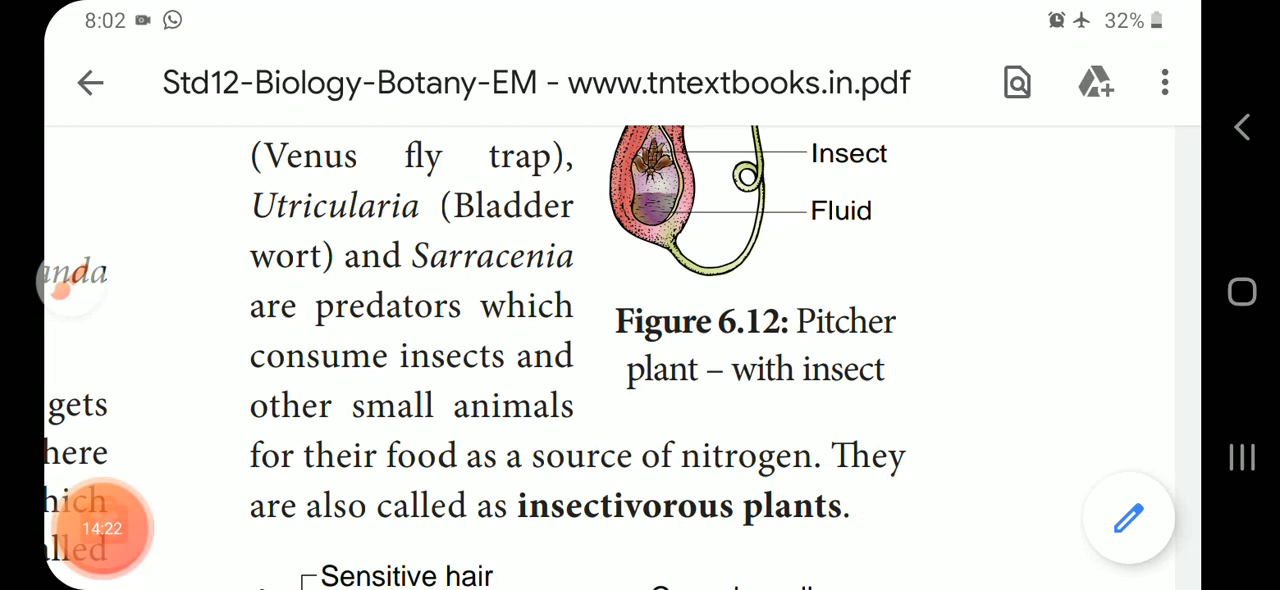 8:02
32%
Std12-Biology-Botany-EM - www.tntextbooks.in.pdf
anda
gets
here
hich
14:22
alled
(Venus fly trap),
Utricularia (Bladder
wort) and Sarracenia
are predators which
consume insects and
other small animals
for their food as a source of nitrogen. They
are also called as insectivorous plants.
Insect
Fluid
Figure 6.12: Pitcher
plant – with insect
Sensitive hair